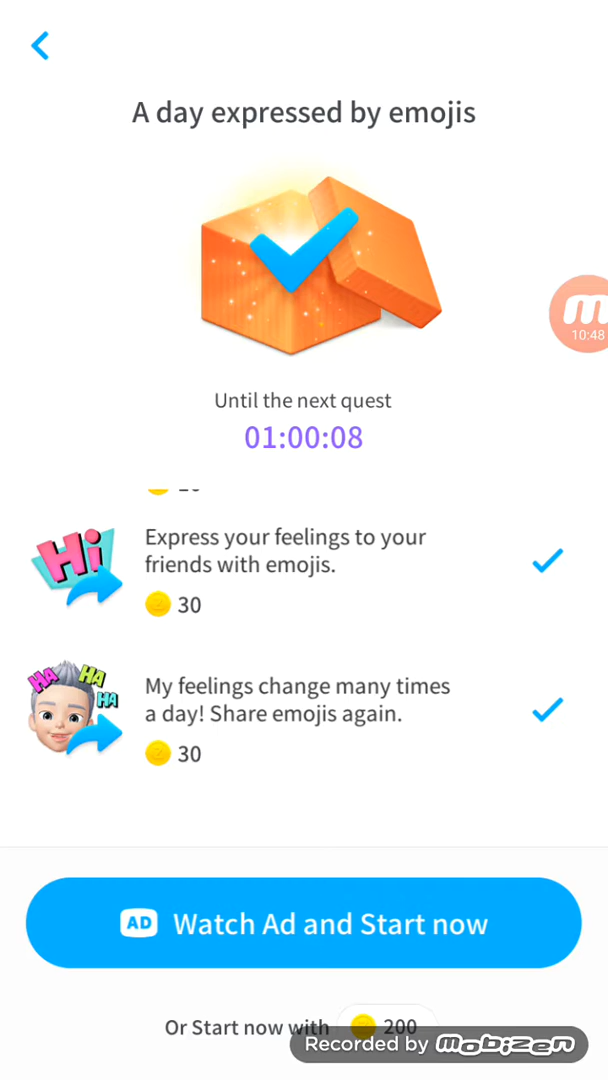 A day expressed by emojis
10:48
Until the next quest
01:00:08
Hi
Express your feelings to your
friends with emojis.
30
HA HA HA
My feelings change many times
a day! Share emojis again.
30
AD Watch Ad and Start now
Or Start now with 200
Recorded by mobizen